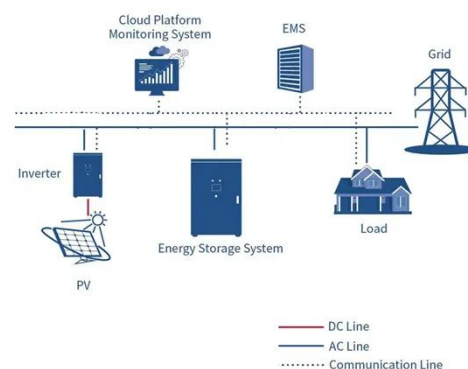 Cloud Platform
Monitoring System
EMS
Grid
Inverter
Energy Storage System
Load
PV
DC Line
AC Line
Communication Line